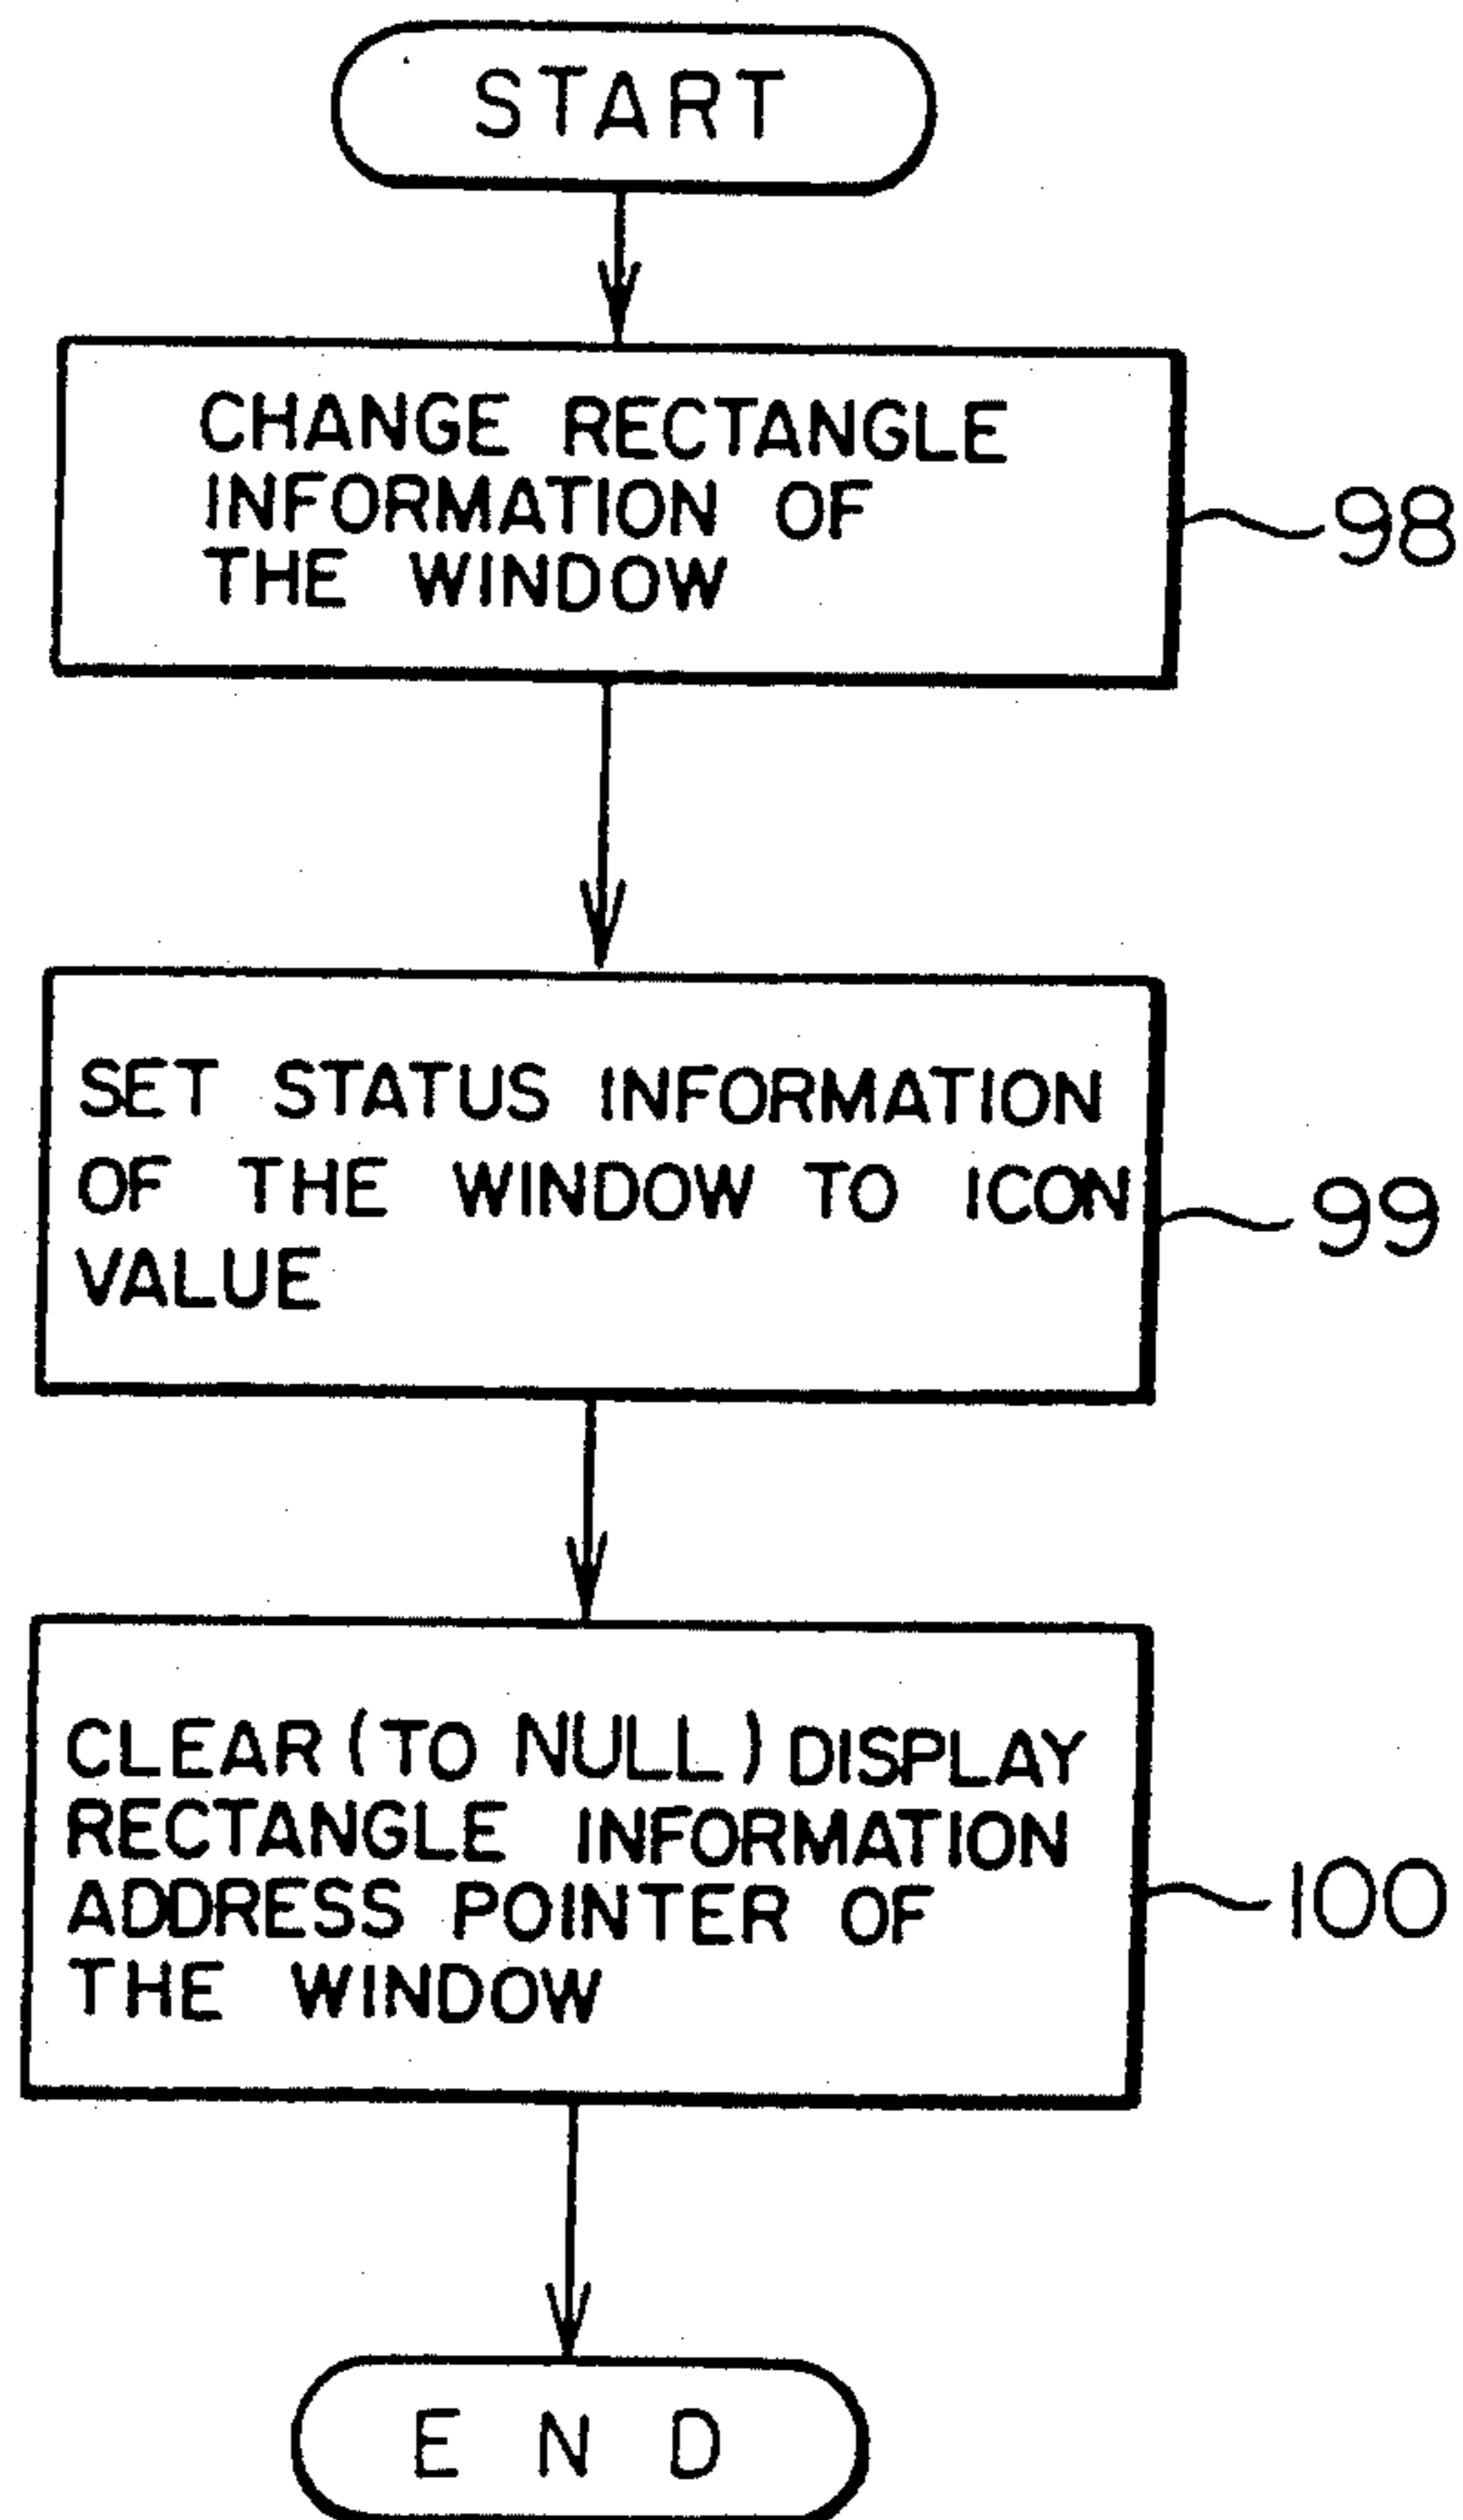 START
CHANGE RECTANGLE
INFORMATION OF
THE WINDOW
98
SET STATUS INFORMATION
OF THE WINDOW TO ICON
VALUE
99
CLEAR (TO NULL) DISPLAY
RECTANGLE INFORMATION
ADDRESS POINTER OF
THE WINDOW
100
END